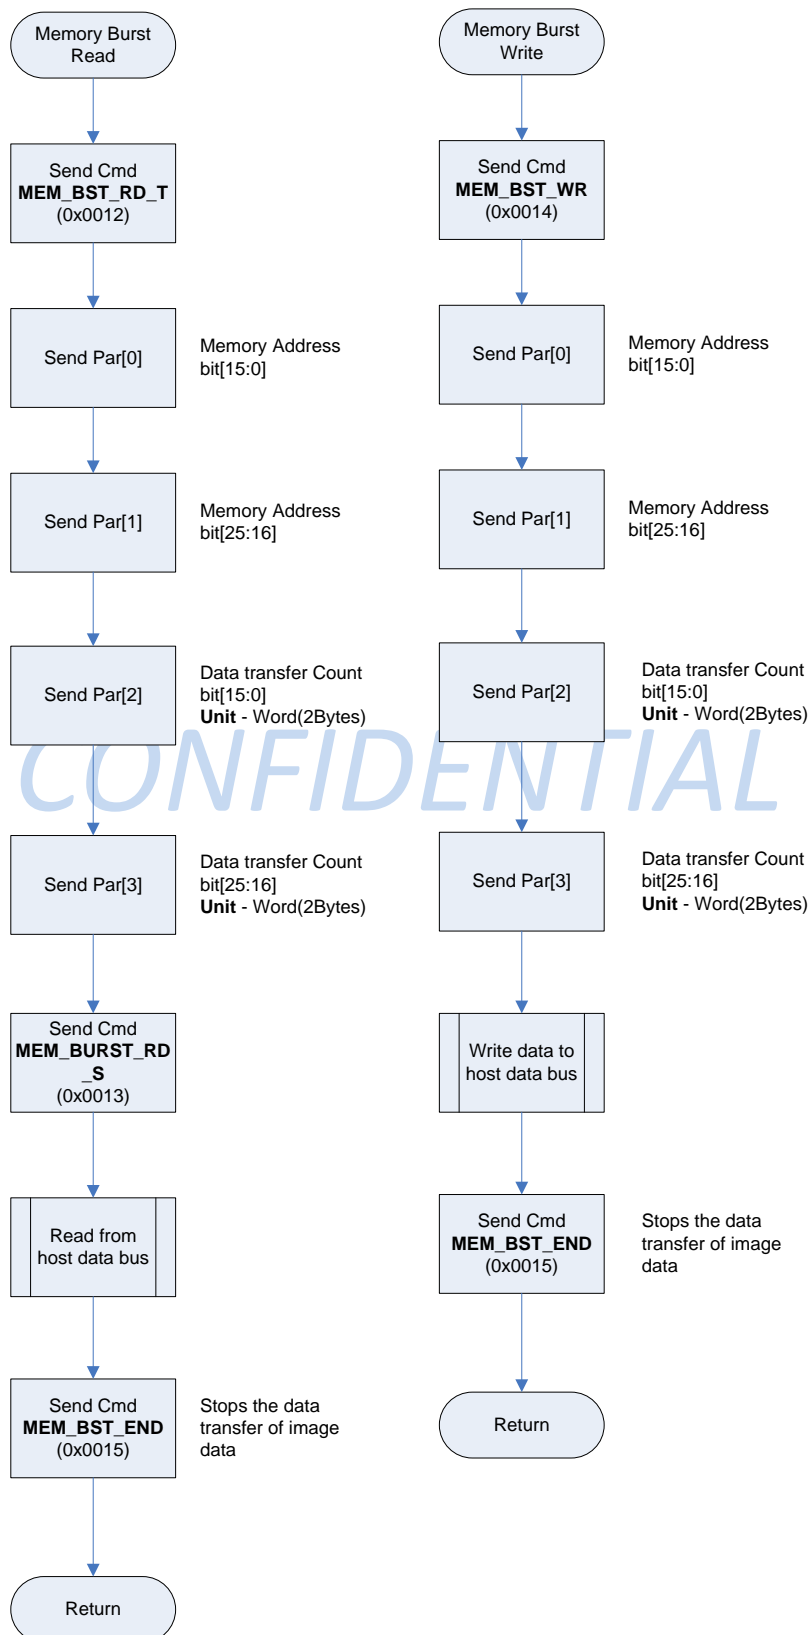 Memory Burst
Read
Send Cmd
MEM_BST_RD_T
(0x0012)
Send Par[0]
Memory Address
bit[15:0]
Send Par[1]
Memory Address
bit[25:16]
Send Par[2]
Data transfer Count
bit[15:0]
Unit - Word(2Bytes)
Send Par[3]
Data transfer Count
bit[25:16]
Unit - Word(2Bytes)
Send Cmd
MEM_BURST_RD
_S
(0x0013)
Read from
host data bus
Send Cmd
MEM_BST_END
(0x0015)
Stops the data
transfer of image
data
Return
Memory Burst
Write
Send Cmd
MEM_BST_WR
(0x0014)
Send Par[0]
Memory Address
bit[15:0]
Send Par[1]
Memory Address
bit[25:16]
Send Par[2]
Data transfer Count
bit[15:0]
Unit - Word(2Bytes)
Send Par[3]
Data transfer Count
bit[25:16]
Unit - Word(2Bytes)
Write data to
host data bus
Send Cmd
MEM_BST_END
(0x0015)
Stops the data
transfer of image
data
Return
CONFIDENTIAL